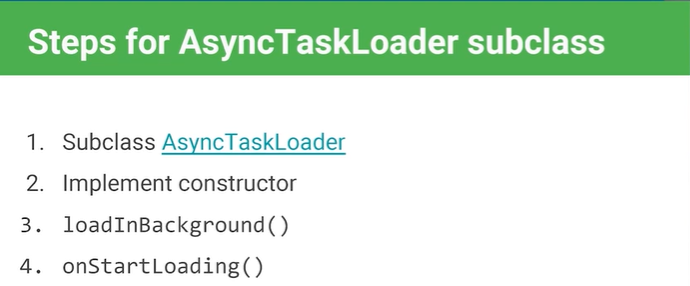 Steps for AsyncTaskLoader subclass
1. Subclass AsyncTaskLoader
2. Implement constructor
3. loadInBackground()
4. onStartLoading()